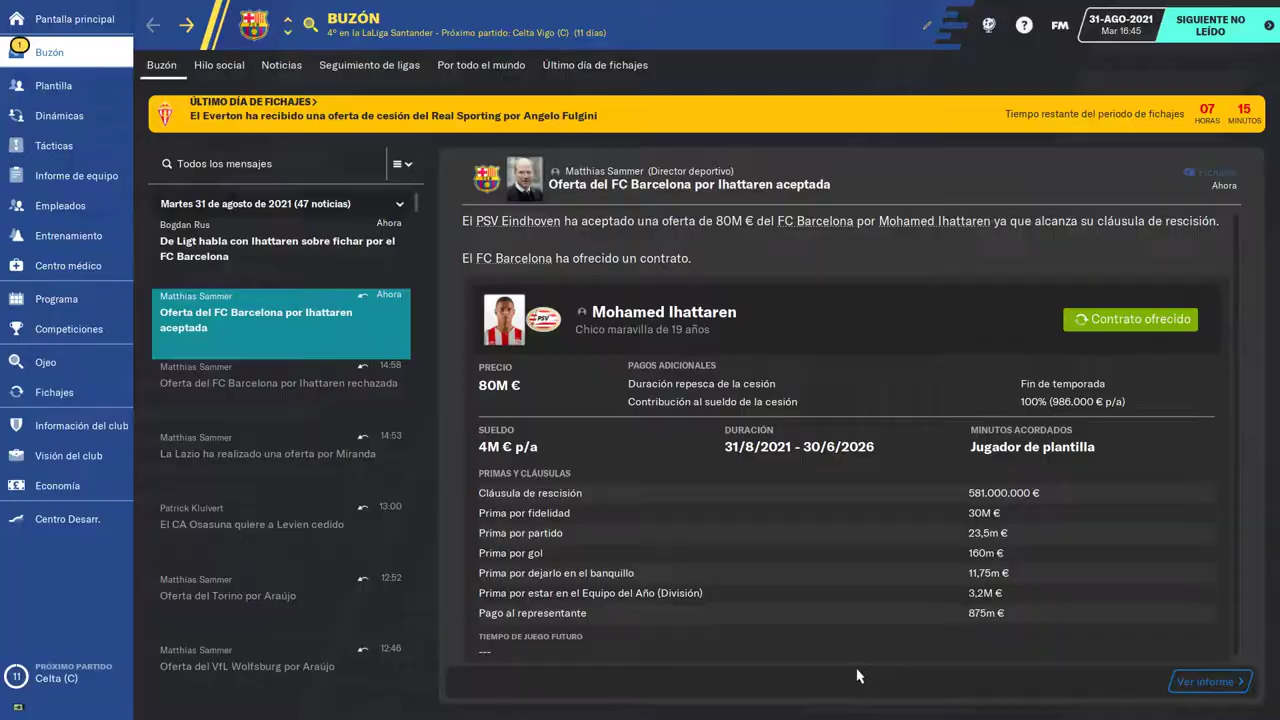 Pantalla principal
1
Buzón
Plantilla
Dinámicas
Tácticas
Informe de equipo
Empleados
Entrenamiento
Centro médico
Programa
Competiciones
Ojeo
Fichajes
Información del club
Visión del club
Economía
Centro Desarr.
PRÓXIMO PARTIDO
11
Celta (C)
BUZÓN
4º en la LaLiga Santander - Próximo partido: Celta Vigo (C) (11 días)
?
FM
31-AGO-2021
Mar 16:45
SIGUIENTE NO
LEÍDO
Buzón Hilo social Noticias Seguimiento de ligas Por todo el mundo Último día de fichajes
ÚLTIMO DÍA DE FICHAJES>
El Everton ha recibido una oferta de cesión del Real Sporting por Angelo Fulgini
Tiempo restante del periodo de fichajes
07
HORAS
15
MINUTOS
Todos los mensajes
Martes 31 de agosto de 2021 (47 noticias)
Bogdan Rus Ahora
De Ligt habla con Ihattaren sobre fichar por el
FC Barcelona
Matthias Sammer Ahora
Oferta del FC Barcelona por Ihattaren
aceptada
Matthias Sammer 14:58
Oferta del FC Barcelona por Ihattaren rechazada
Matthias Sammer 14:53
La Lazio ha realizado una oferta por Miranda
Patrick Kluivert 13:00
El CA Osasuna quiere a Levien cedido
Matthias Sammer 12:52
Oferta del Torino por Araújo
Matthias Sammer 12:46
Oferta del VfL Wolfsburg por Araújo
Matthias Sammer (Director deportivo)
Oferta del FC Barcelona por Ihattaren aceptada
Fichajes
Ahora
El PSV Eindhoven ha aceptado una oferta de 80M € del FC Barcelona por Mohamed Ihattaren ya que alcanza su cláusula de rescisión.
El FC Barcelona ha ofrecido un contrato.
PSV
Mohamed Ihattaren
Chico maravilla de 19 años
Contrato ofrecido
PRECIO
80M €
PAGOS ADICIONALES
Duración repesca de la cesión Fin de temporada
Contribución al sueldo de la cesión 100% (986.000 € p/a)
SUELDO
4M € p/a
DURACIÓN
31/8/2021 - 30/6/2026
MINUTOS ACORDADOS
Jugador de plantilla
PRIMAS Y CLÁUSULAS
Cláusula de rescisión 581.000.000 €
Prima por fidelidad 30M €
Prima por partido 23,5m €
Prima por gol 160m €
Prima por dejarlo en el banquillo 11,75m €
Prima por estar en el Equipo del Año (División) 3,2M €
Pago al representante 875m €
TIEMPO DE JUEGO FUTURO
---
Ver informe >